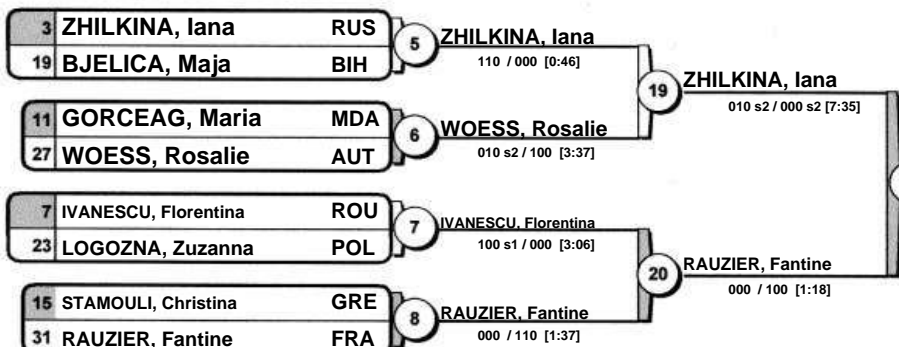 3 ZHILKINA, Iana RUS
19 BJELICA, Maja BIH
5
ZHILKINA, Iana
110 / 000 [0:46]
11 GORCEAG, Maria MDA
27 WOESS, Rosalie AUT
6
WOESS, Rosalie
010 s2 / 100 [3:37]
19
ZHILKINA, Iana
010 s2 / 000 s2 [7:35]
7 IVANESCU, Florentina ROU
23 LOGOZNA, Zuzanna POL
7
IVANESCU, Florentina
100 s1 / 000 [3:06]
15 STAMOULI, Christina GRE
31 RAUZIER, Fantine FRA
8
RAUZIER, Fantine
000 / 110 [1:37]
20
RAUZIER, Fantine
000 / 100 [1:18]